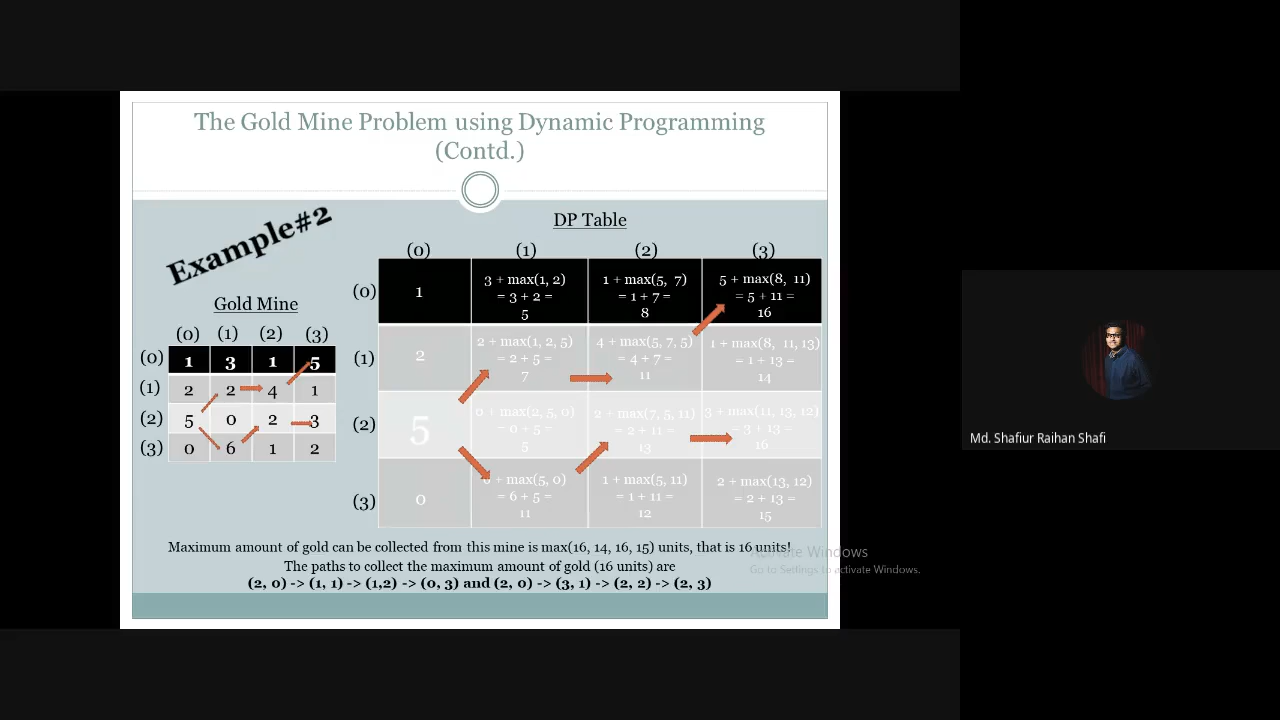 The Gold Mine Problem using Dynamic Programming
(Contd.)
Example#2
DP Table
(0) (1) (2) (3)
Gold Mine
(0) (1) (2) (3)
(0) 1 3 1 5
(1) 2 2 4 1
(2) 5 0 2 3
(3) 0 6 1 2
(0)
1
3 + max(1, 2)
= 3 + 2 =
5
1 + max(5, 7)
= 1 + 7 =
8
5 + max(8, 11)
= 5 + 11 =
16
(1)
2
2 + max(1, 2, 5)
= 2 + 5 =
7
4 + max(5, 7, 5)
= 4 + 7 =
11
1 + max(8, 11, 13)
= 1 + 13 =
14
(2)
5
0 + max(2, 5, 0)
= 0 + 5 =
5
2 + max(7, 5, 11)
= 2 + 11 =
13
3 + max(11, 13, 12)
= 3 + 13 =
16
(3)
0
6 + max(5, 0)
= 6 + 5 =
11
1 + max(5, 11)
= 1 + 11 =
12
2 + max(13, 12)
= 2 + 13 =
15
Maximum amount of gold can be collected from this mine is max(16, 14, 16, 15) units, that is 16 units!
The paths to collect the maximum amount of gold (16 units) are
(2, 0) -> (1, 1) -> (1,2) -> (0, 3) and (2, 0) -> (3, 1) -> (2, 2) -> (2, 3)
Activate Windows
Go to Settings to activate Windows.
Md. Shafiur Raihan Shafi